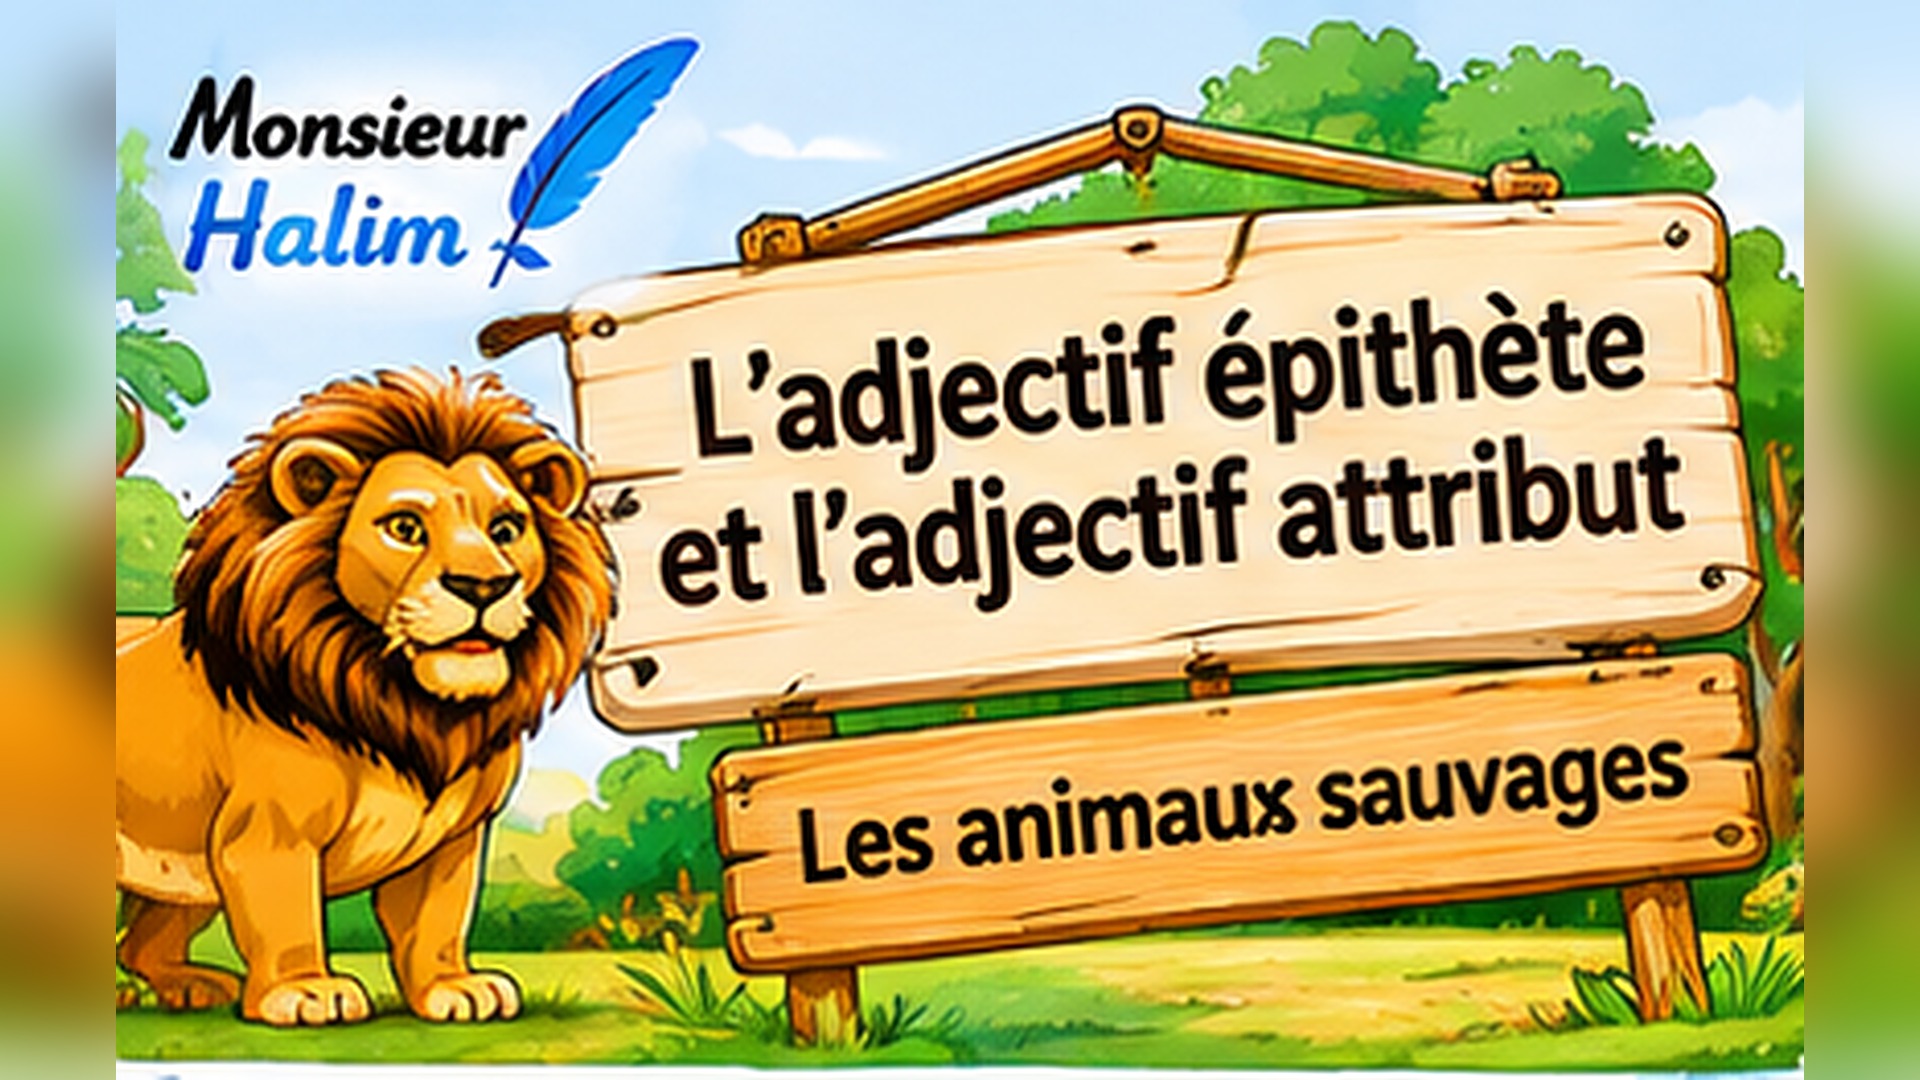 Monsieur
Halim
L'adjectif épithète
et l'adjectif attribut
Les animaux sauvages